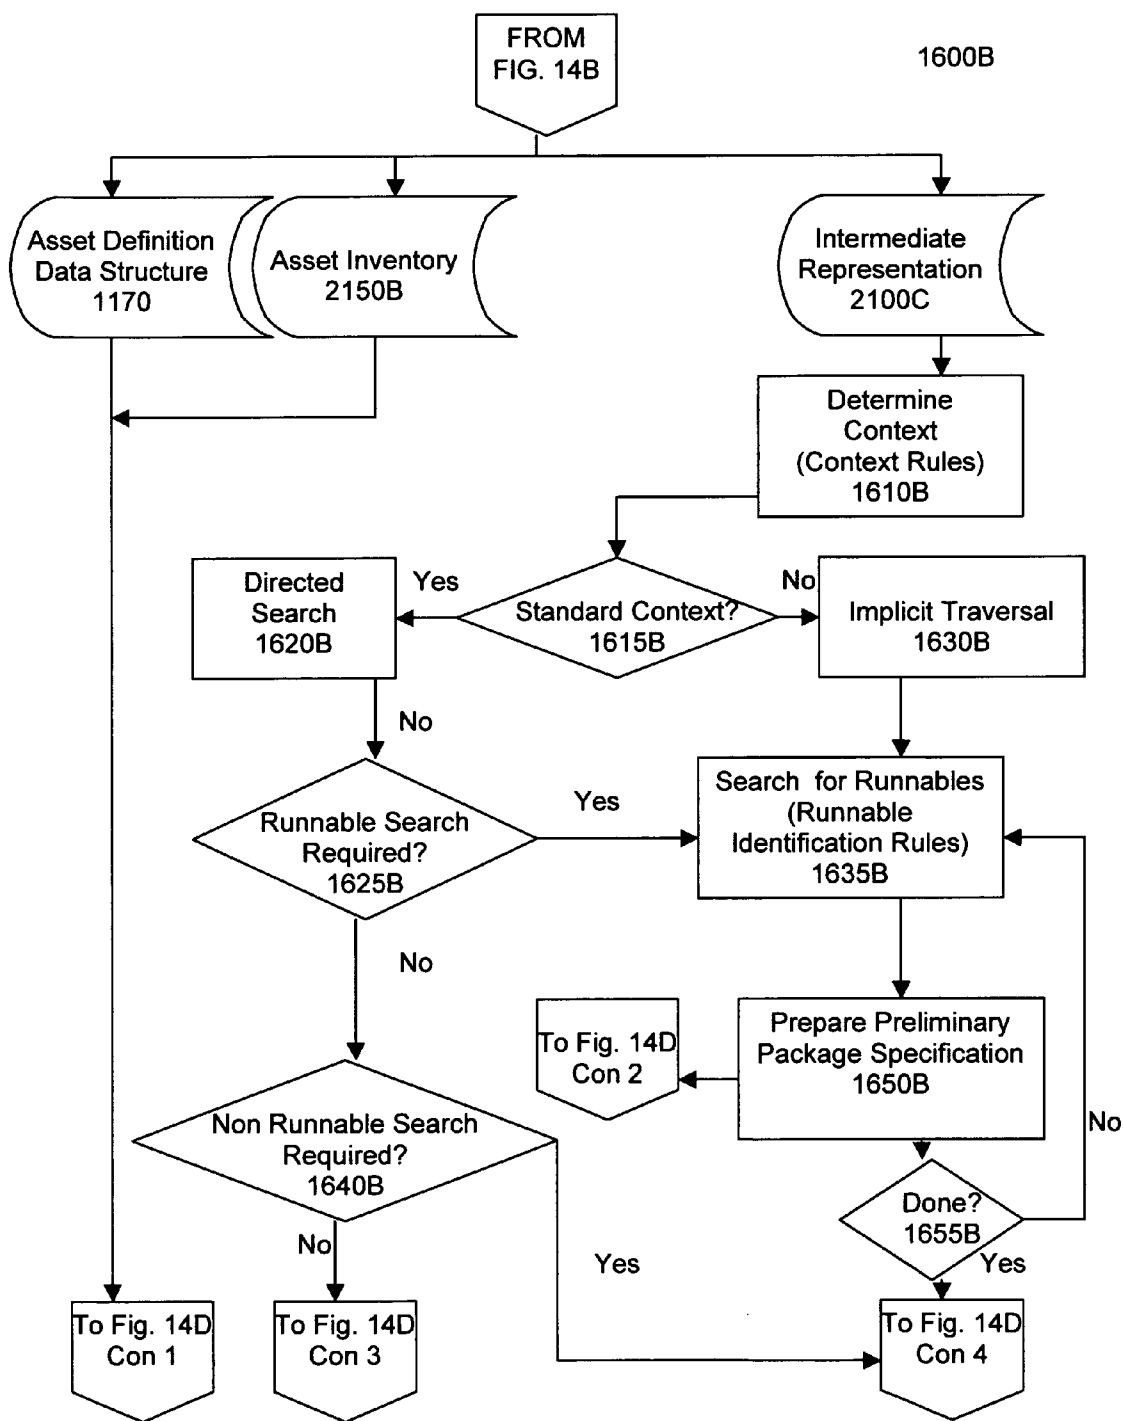 FROM
FIG. 14B
1600B
Asset Definition
Data Structure
1170
Asset Inventory
2150B
Intermediate
Representation
2100C
Determine
Context
(Context Rules)
1610B
Directed
Search
1620B
Yes
Standard Context?
1615B
No
Implicit Traversal
1630B
No
Runnable Search
Required?
1625B
Yes
Search for Runnables
(Runnable
Identification Rules)
1635B
No
To Fig. 14D
Con 2
Prepare Preliminary
Package Specification
1650B
No
Non Runnable Search
Required?
1640B
Done?
1655B
No
Yes
Yes
To Fig. 14D
Con 1
To Fig. 14D
Con 3
To Fig. 14D
Con 4